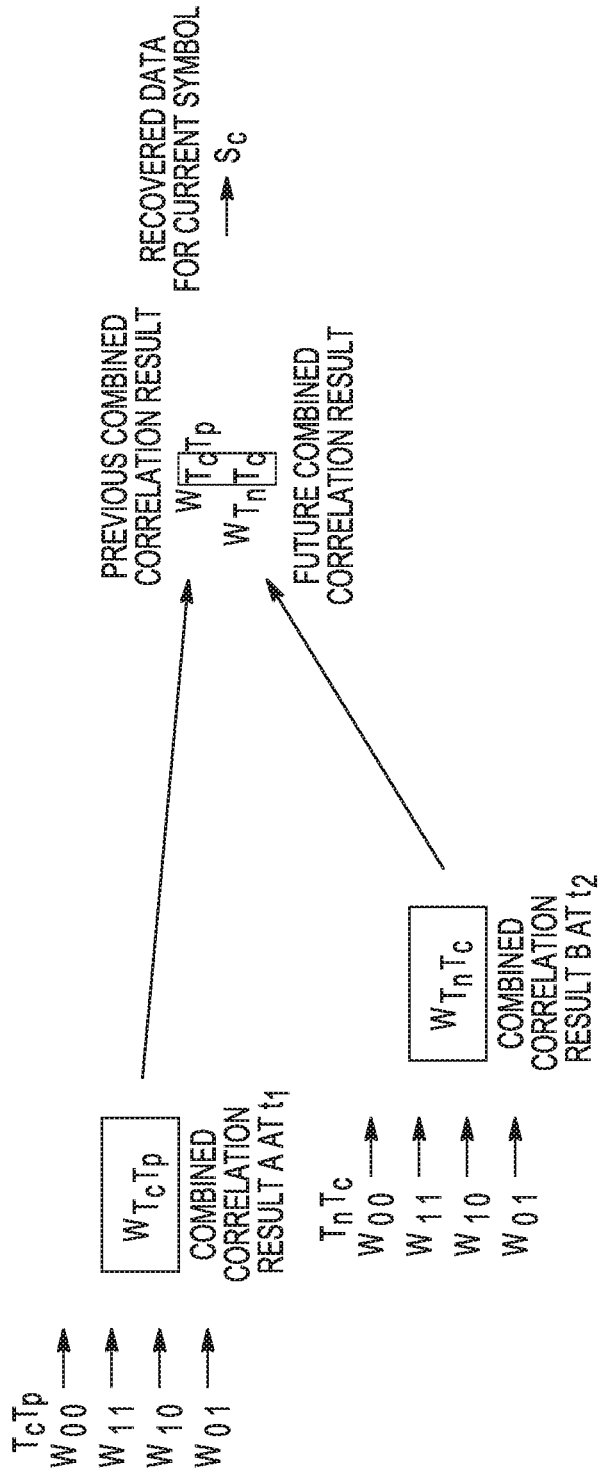 TcTp
W00
W11
W10
W01
WTcTp
COMBINED
CORRELATION
RESULT A AT t1
TnTc
W00
W11
W10
W01
WTnTc
COMBINED
CORRELATION
RESULT B AT t2
PREVIOUS COMBINED
CORRELATION RESULT
WTcTp
WTnTc
FUTURE COMBINED
CORRELATION RESULT
RECOVERED DATA
FOR CURRENT SYMBOL
Sc